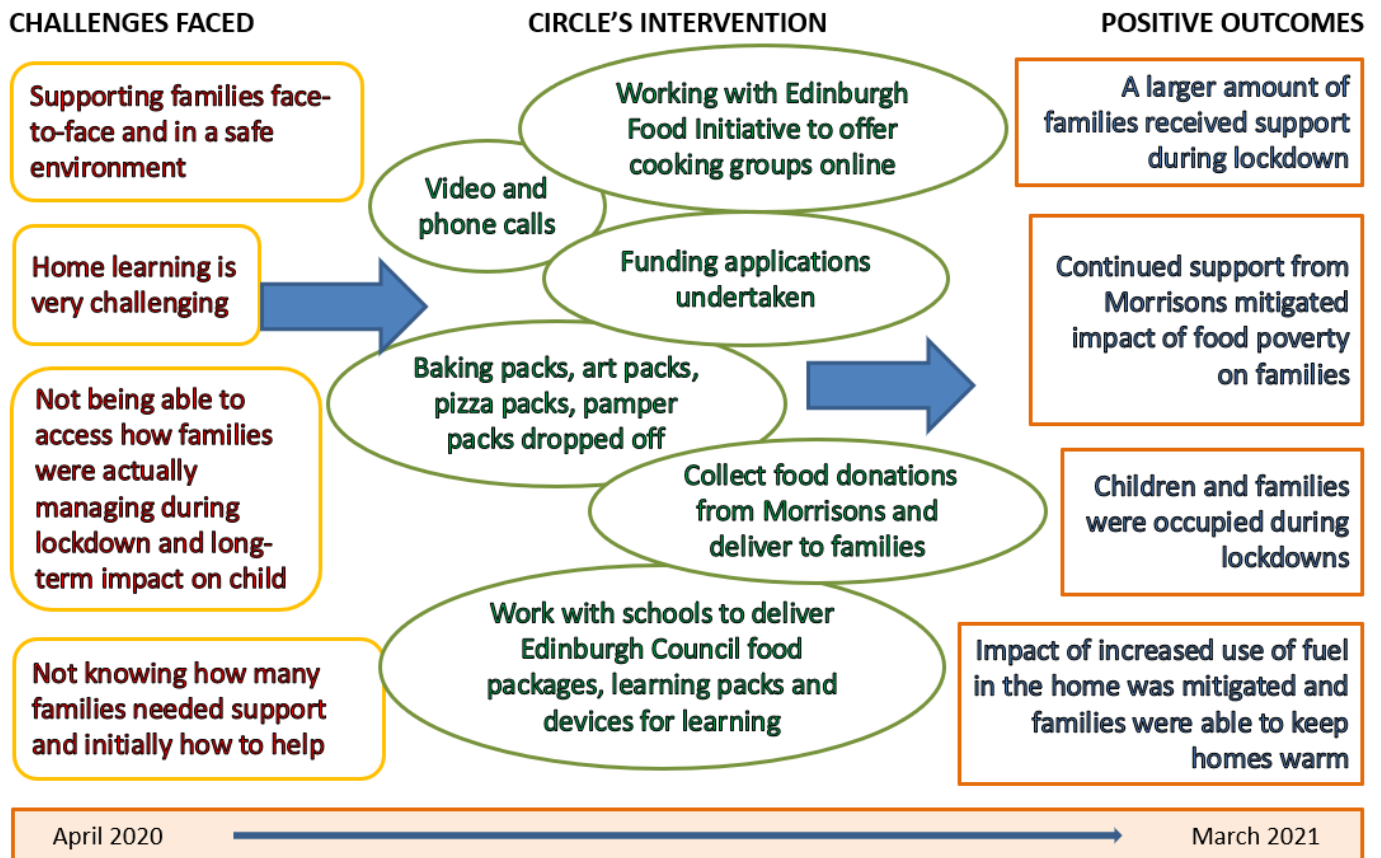 CHALLENGES FACED
Supporting families face-
to-face and in a safe
environment
Home learning is
very challenging
Not being able to
access how families
were actually
managing during
lockdown and long-
term impact on child
Not knowing how many
families needed support
and initially how to help
CIRCLE’S INTERVENTION
Working with Edinburgh
Food Initiative to offer
cooking groups online
Video and
phone calls
Funding applications
undertaken
Baking packs, art packs,
pizza packs, pamper
packs dropped off
Collect food donations
from Morrisons and
deliver to families
Work with schools to deliver
Edinburgh Council food
packages, learning packs and
devices for learning
POSITIVE OUTCOMES
A larger amount of
families received support
during lockdown
Continued support from
Morrisons mitigated
impact of food poverty
on families
Children and families
were occupied during
lockdowns
Impact of increased use of fuel
in the home was mitigated and
families were able to keep
homes warm
April 2020
March 2021